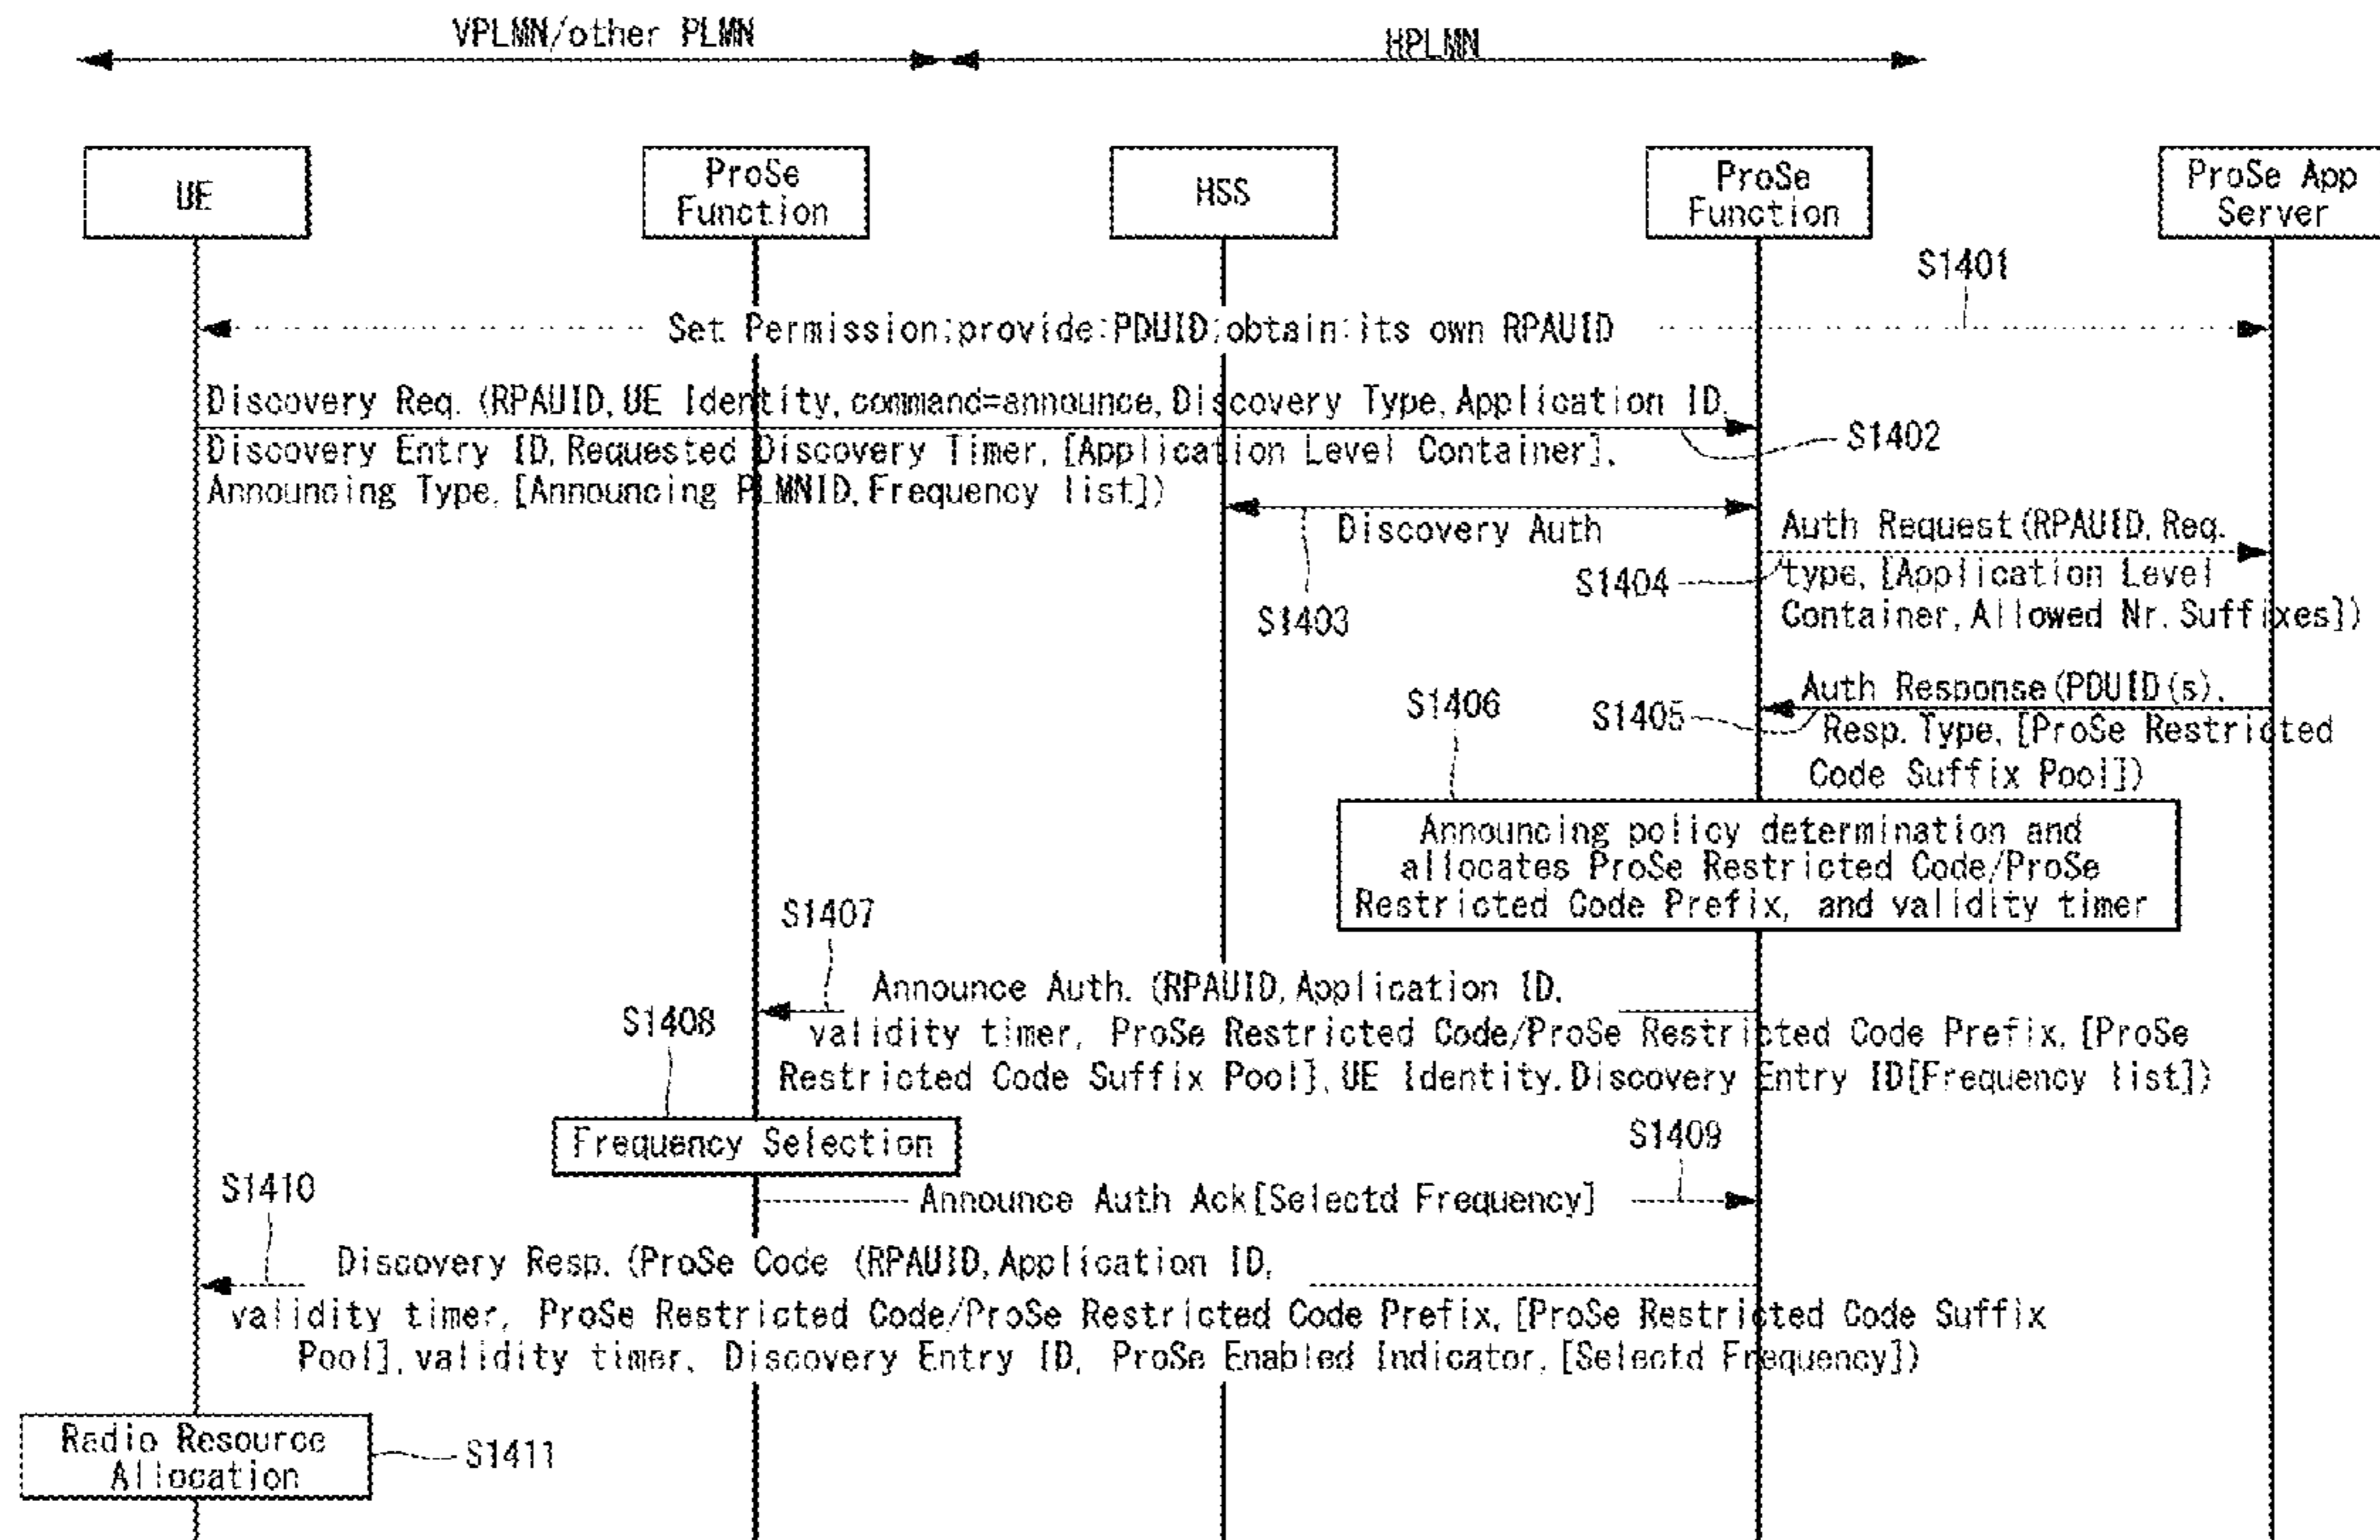 VPLMN/other PLMN
HPLMN
UE
ProSe
Function
HSS
ProSe
Function
ProSe App
Server
S1401
Set Permission;provide:PDUID;obtain:its own RPAUID
Discovery Req. (RPAUID, UE Identity, command=announce, Discovery Type, Application ID,
Discovery Entry ID, Requested Discovery Timer, [Application Level Container],
Announcing Type, [Announcing PLMNID, Frequency list])
S1402
Discovery Auth
S1403
Auth Request (RPAUID, Req.
type, [Application Level
Container, Allowed Nr. Suffixes])
S1404
Auth Response (PDUID(s),
Resp. Type, [ProSe Restricted
Code Suffix Pool])
S1405
S1406
Announcing policy determination and
allocates ProSe Restricted Code/ProSe
Restricted Code Prefix, and validity timer
S1407
Announce Auth. (RPAUID, Application ID,
validity timer, ProSe Restricted Code/ProSe Restricted Code Prefix, [ProSe
Restricted Code Suffix Pool], UE Identity. Discovery Entry ID[Frequency list])
S1408
Frequency Selection
S1409
Announce Auth Ack[Selectd Frequency]
S1410
Discovery Resp. (ProSe Code (RPAUID, Application ID,
validity timer, ProSe Restricted Code/ProSe Restricted Code Prefix, [ProSe Restricted Code Suffix
Pool], validity timer, Discovery Entry ID, ProSe Enabled Indicator, [Selectd Frequency])
Radio Resource
Allocation
S1411